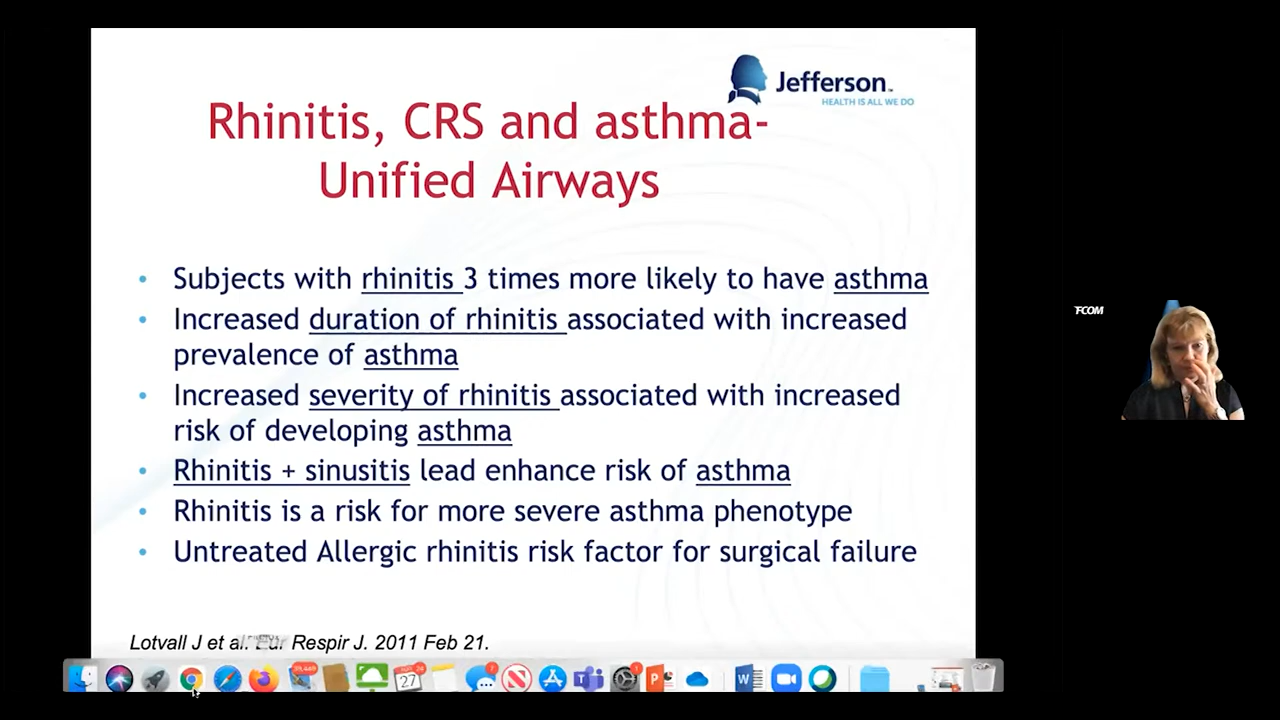 Jefferson
HEALTH IS ALL WE DO
Rhinitis, CRS and asthma-
Unified Airways
• Subjects with rhinitis 3 times more likely to have asthma
• Increased duration of rhinitis associated with increased
prevalence of asthma
• Increased severity of rhinitis associated with increased
risk of developing asthma
• Rhinitis + sinusitis lead enhance risk of asthma
• Rhinitis is a risk for more severe asthma phenotype
• Untreated Allergic rhinitis risk factor for surgical failure
Lotvall J et al. Eur Respir J. 2011 Feb 21.
TFCOM
27